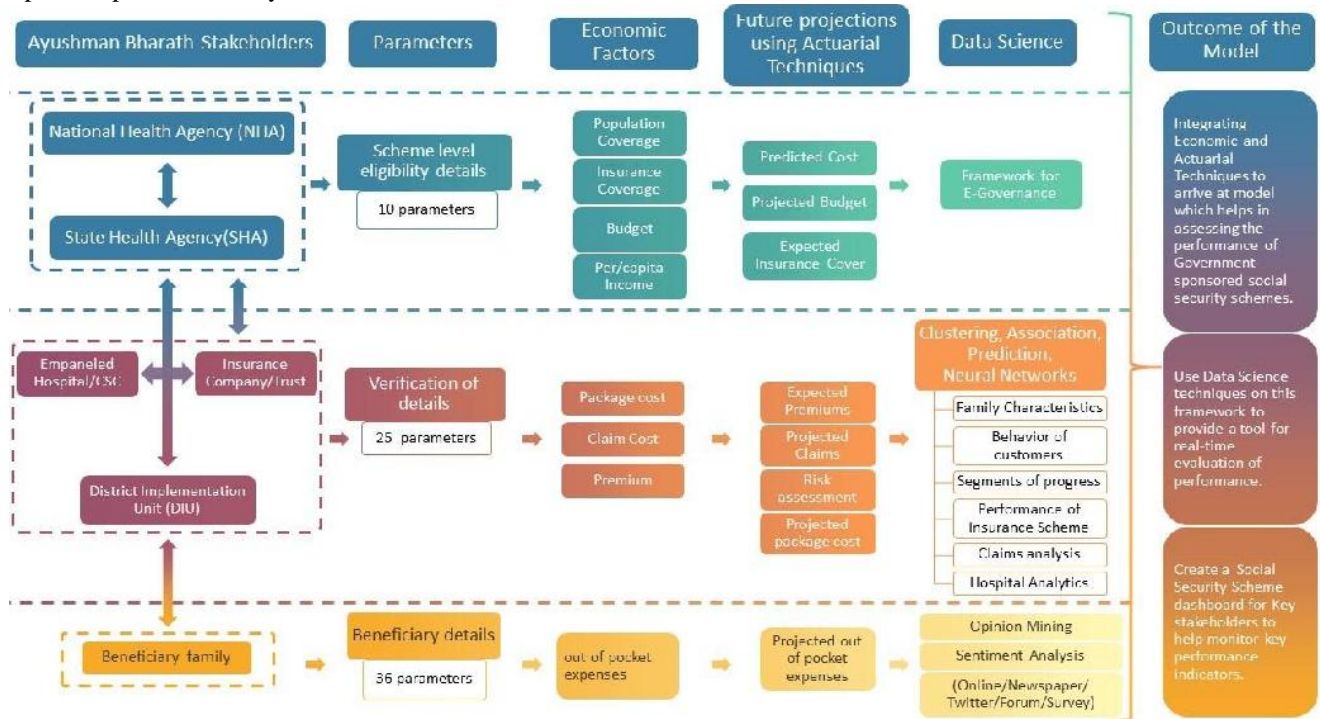 Ayushman Bharath Stakeholders
Parameters
Economic
Factors
Future projections
using Actuarial
Techniques
Data Science
Outcome of the
Model
National Health Agency (NHA)
State Health Agency(SHA)
Scheme level
eligibility details
10 parameters
Population
Coverage
Insurance
Coverage
Budget
Per/capita
Income
Predicted Cost
Projected Budget
Expected
Insurance Cover
Framework for
E-Governance
Integrating
Economic and
Actuarial
Techniques to
arrive at model
which helps in
assessing the
performance of
Government
sponsored social
security schemes.
Empaneled
Hospital/CSC
Insurance
Company/Trust
District Implementation
Unit (DIU)
Verification of
details
25 parameters
Package cost
Claim Cost
Premium
Expected
Premiums
Projected
Claims
Risk
assessment
Projected
package cost
Clustering, Association,
Prediction,
Neural Networks
Family Characteristics
Behavior of
customers
Segments of progress
Performance of
Insurance Scheme
Claims analysis
Hospital Analytics
Use Data Science
techniques on this
framework to
provide a tool for
real-time
evaluation of
performance.
Beneficiary family
Beneficiary details
36 parameters
out of pocket
expenses
Projected out
of pocket
expenses
Opinion Mining
Sentiment Analysis
(Online/Newspaper/
Twitter/Forum/Survey)
Create a Social
Security Scheme
dashboard for Key
stakeholders to
help monitor key
performance
indicators.